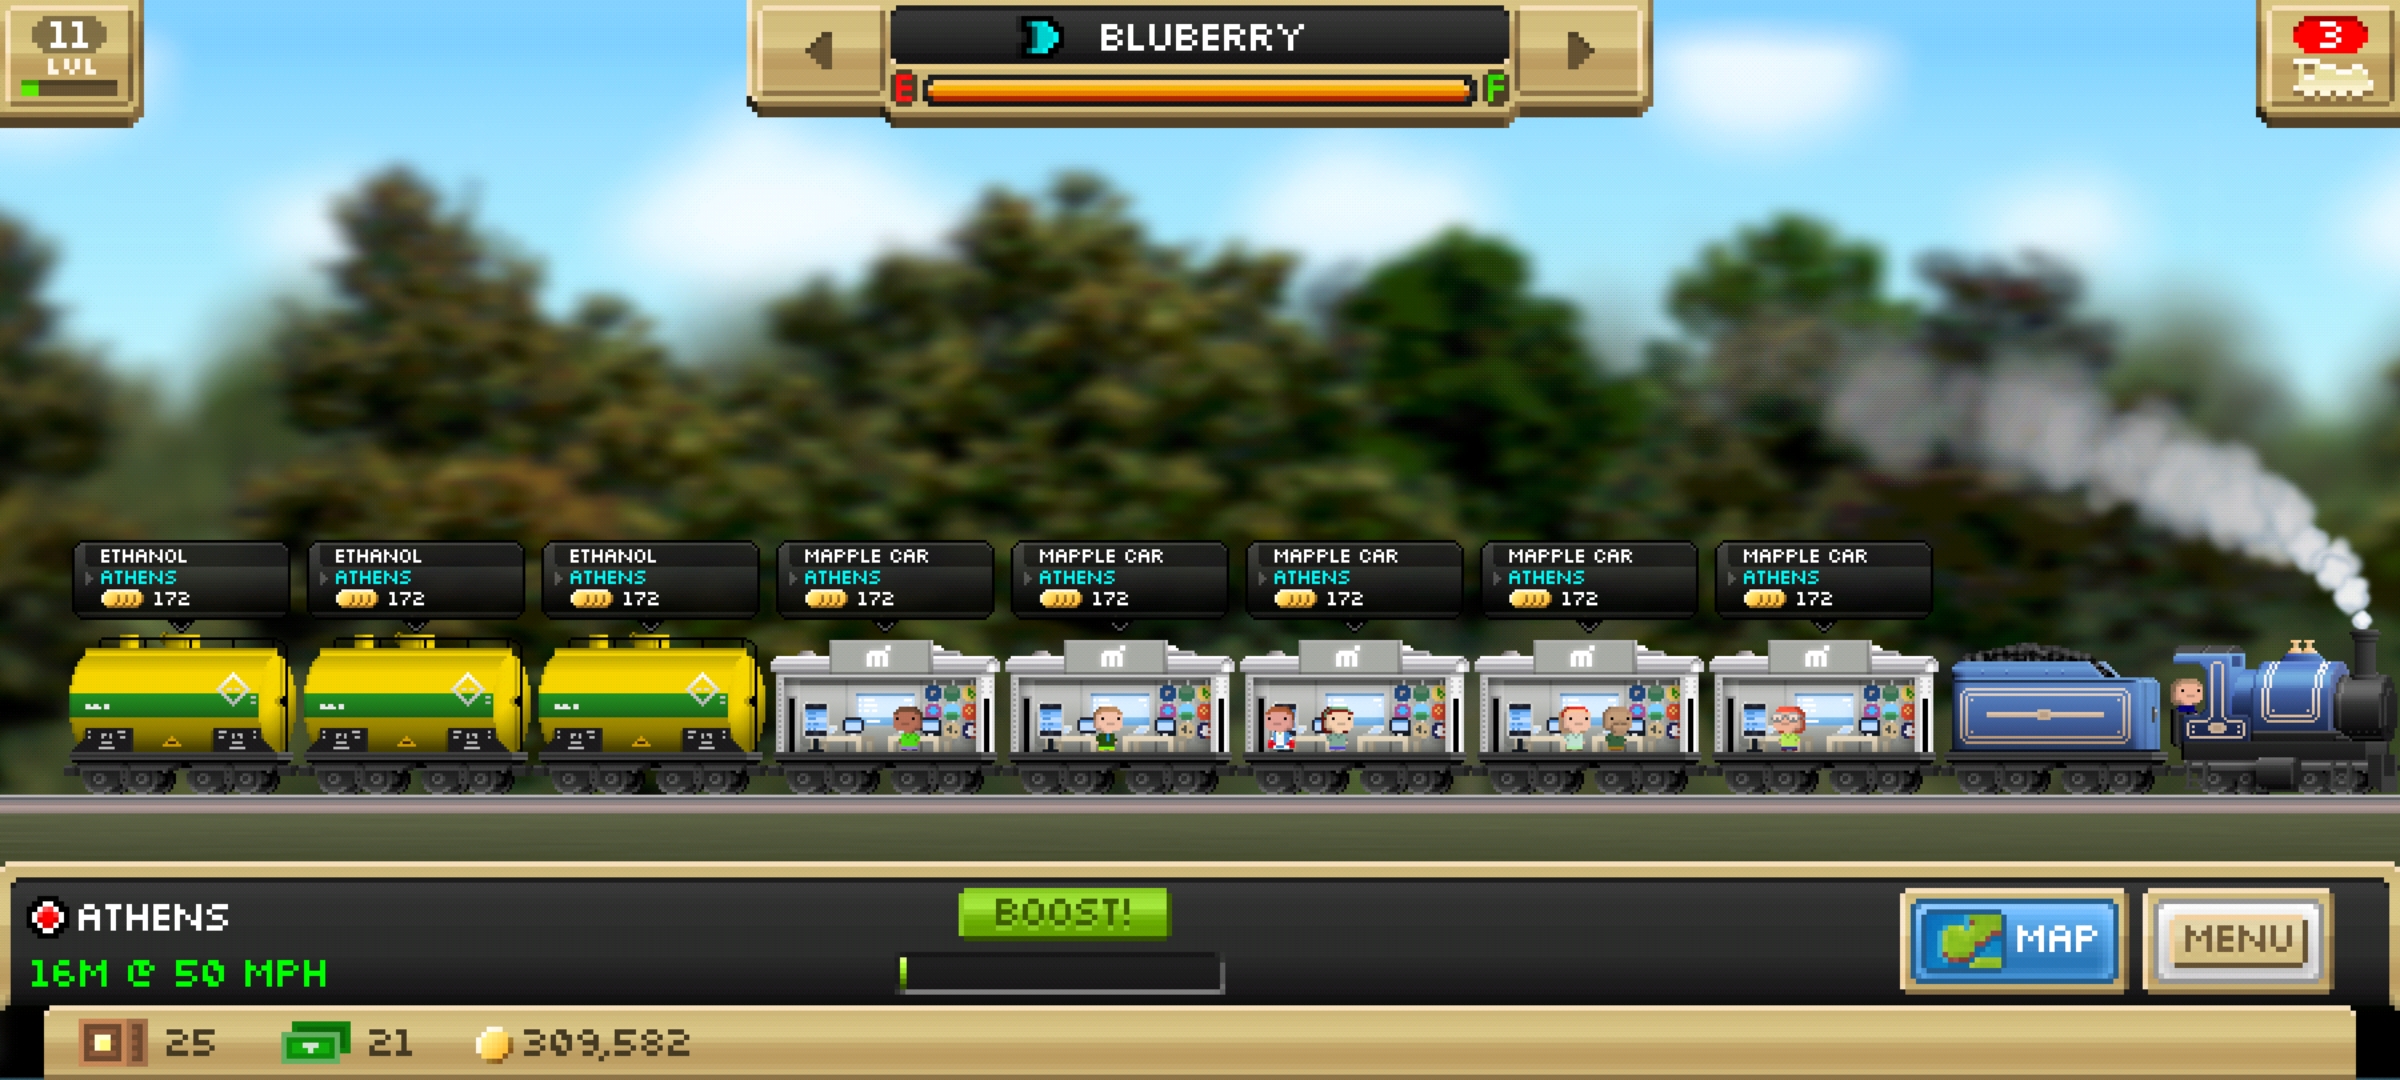 11
LVL
BLUBERRY
E
F
3
ETHANOL
ATHENS
172
ETHANOL
ATHENS
172
ETHANOL
ATHENS
172
MAPPLE CAR
ATHENS
172
MAPPLE CAR
ATHENS
172
MAPPLE CAR
ATHENS
172
MAPPLE CAR
ATHENS
172
MAPPLE CAR
ATHENS
172
m
m
m
m
m
ATHENS
BOOST!
16M @ 50 MPH
MAP
MENU
25
21
309,582